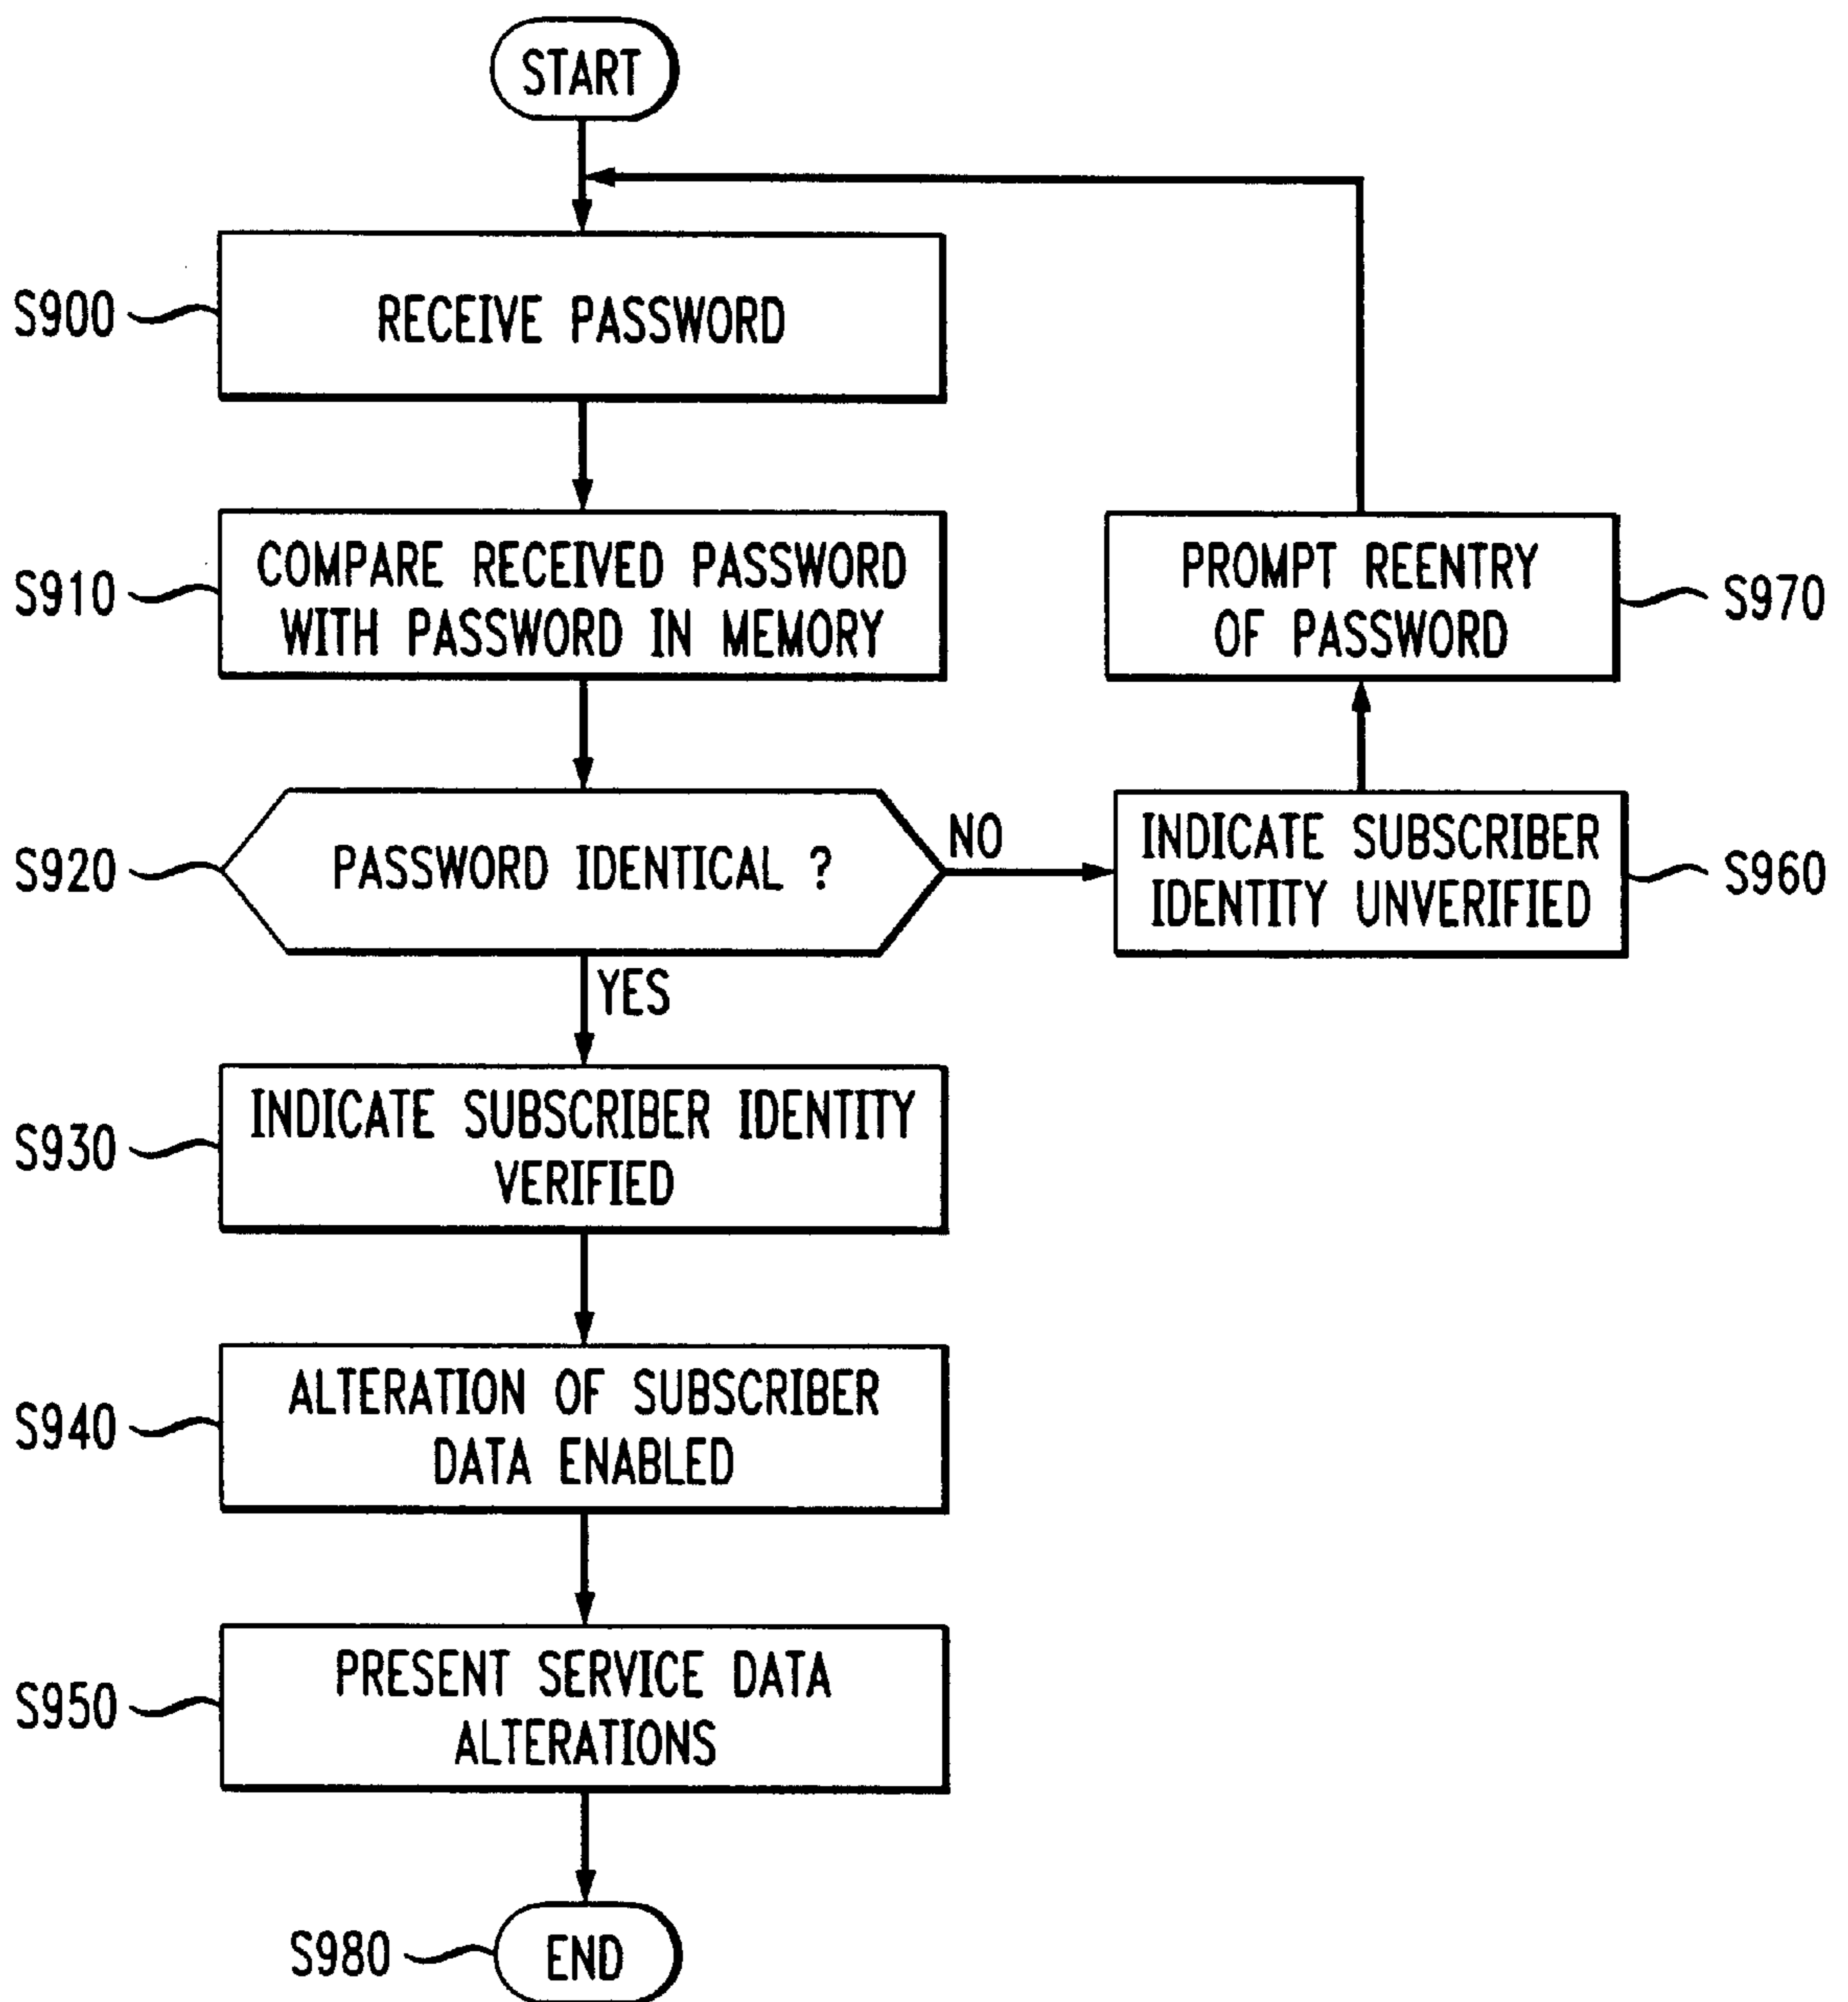 START
S900
RECEIVE PASSWORD
S910
COMPARE RECEIVED PASSWORD
WITH PASSWORD IN MEMORY
PROMPT REENTRY
OF PASSWORD
S970
S920
PASSWORD IDENTICAL ?
NO
INDICATE SUBSCRIBER
IDENTITY UNVERIFIED
S960
YES
S930
INDICATE SUBSCRIBER IDENTITY
VERIFIED
S940
ALTERATION OF SUBSCRIBER
DATA ENABLED
S950
PRESENT SERVICE DATA
ALTERATIONS
S980
END